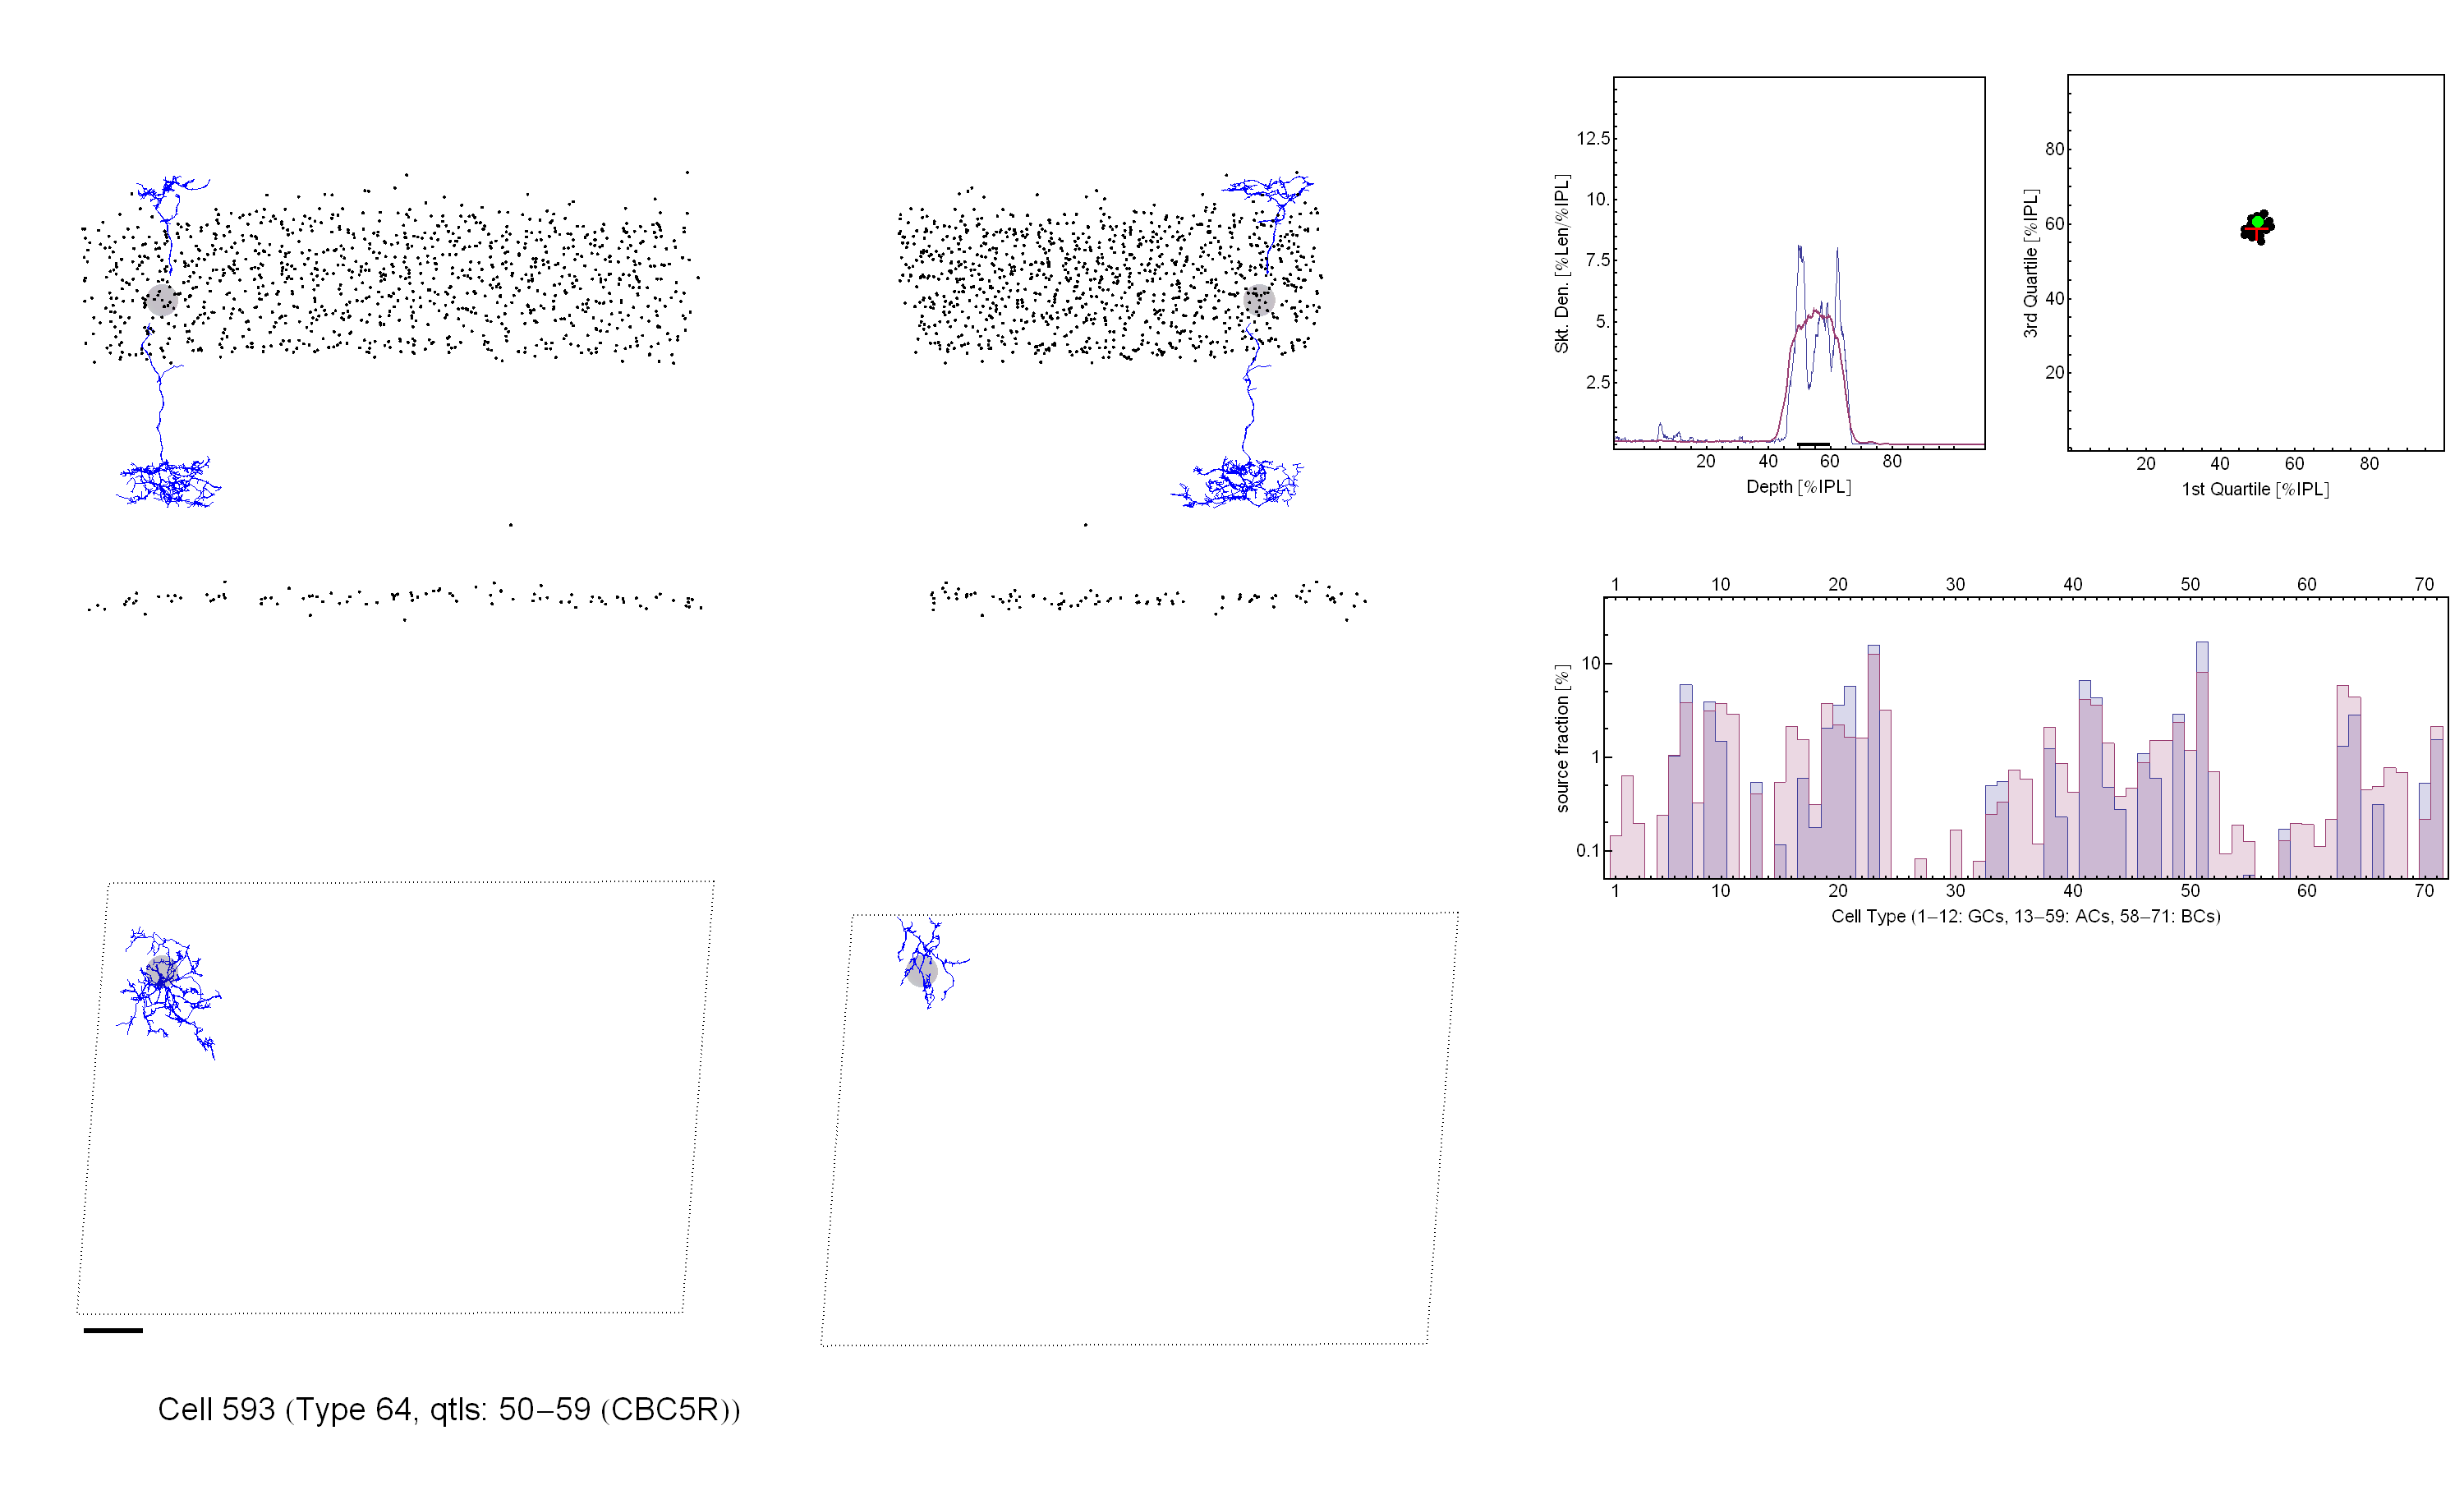 12.5
10.
7.5
5.
2.5
Skt. Den. [%Len/%IPL]
20 40 60 80
Depth [%IPL]
80
60
40
20
3rd Quartile [%IPL]
20 40 60 80
1st Quartile [%IPL]
1 10 20 30 40 50 60 70
10
1
0.1
source fraction [%]
1 10 20 30 40 50 60 70
Cell Type (1–12: GCs, 13–59: ACs, 58–71: BCs)
Cell 593 (Type 64, qtls: 50–59 (CBC5R))